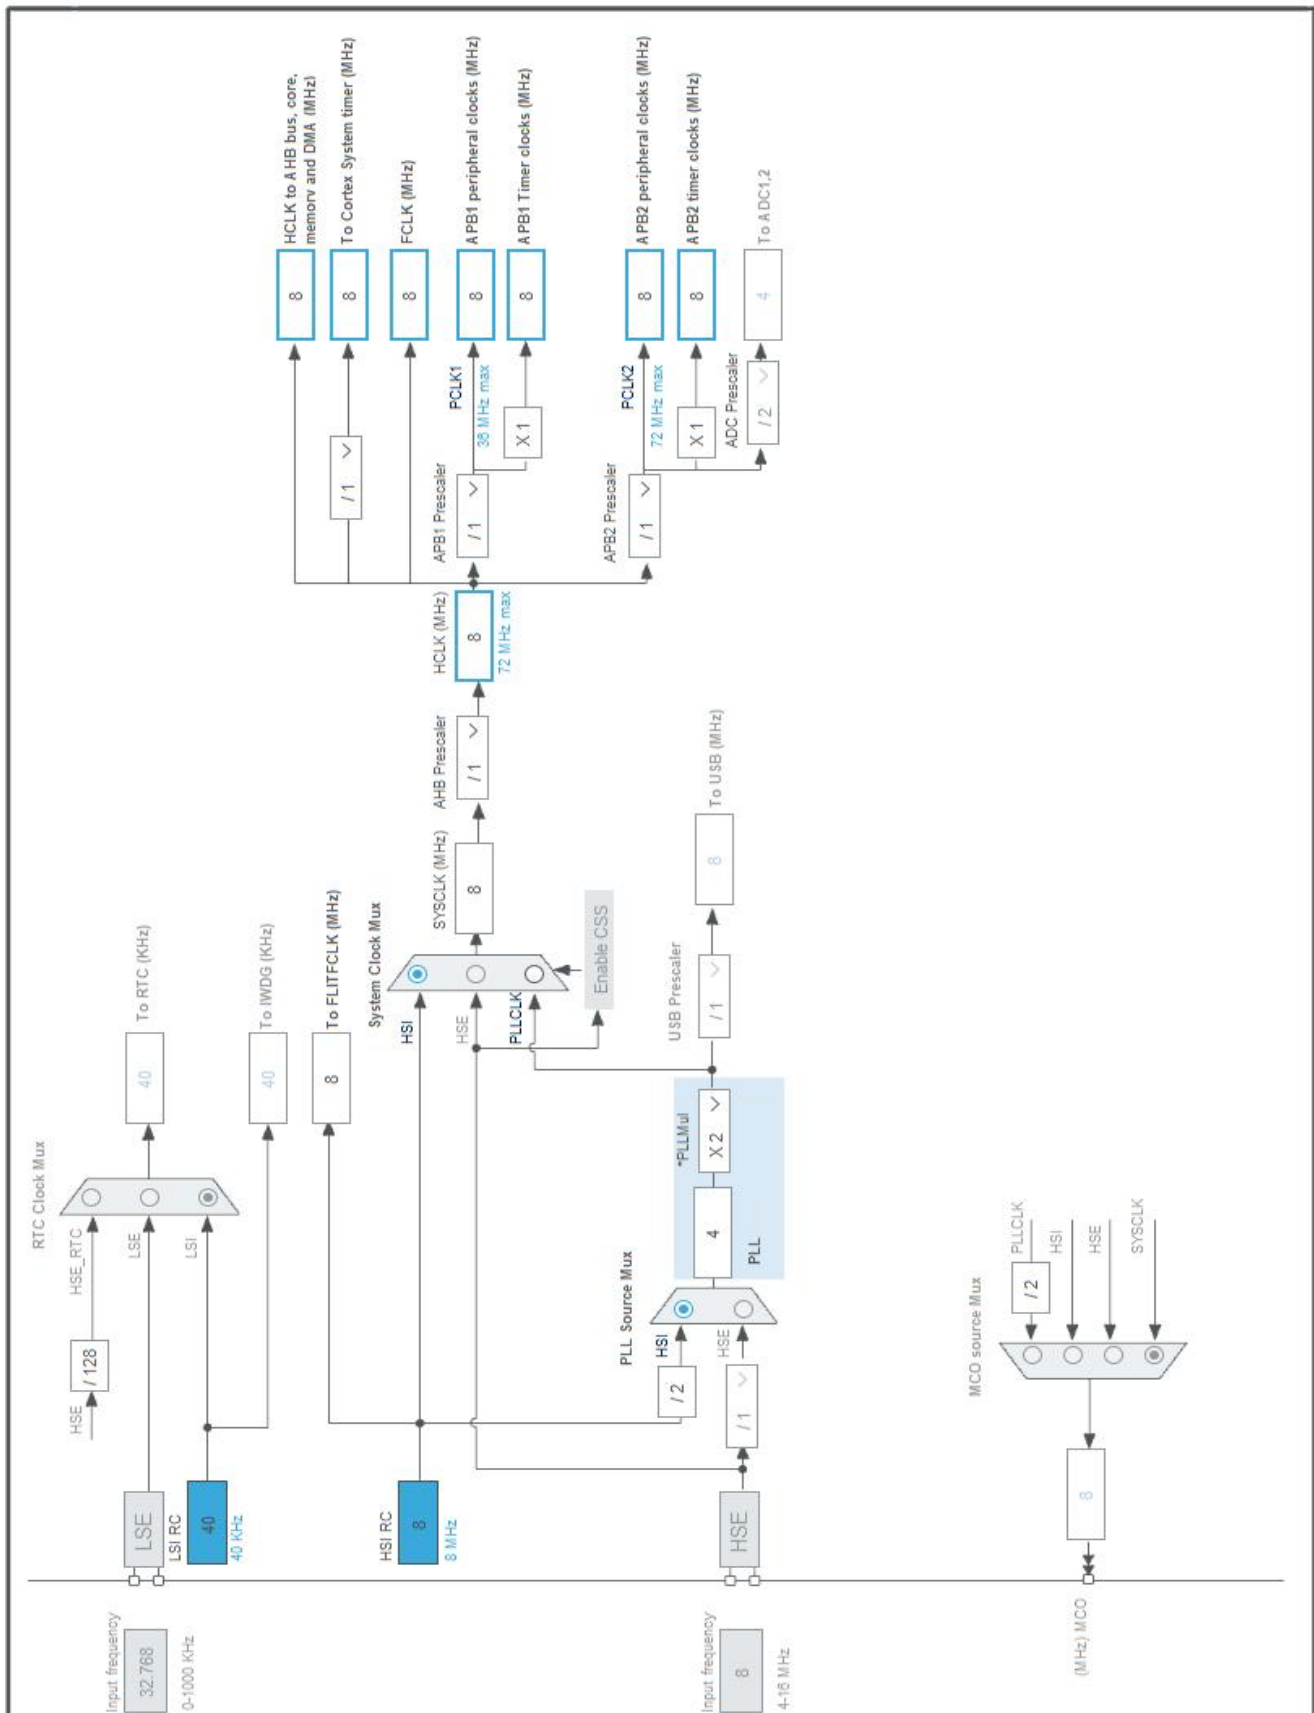 Input frequency
32.768
0-1000 KHz
LSE
LSI RC
40
40 KHz
HSE
/ 128
HSE_RTC
LSE
LSI
RTC Clock Mux
40
To RTC (KHz)
40
To IWDG (KHz)
8
To FLITFCLK (MHz)
HSI RC
8
8 MHz
System Clock Mux
HSI
HSE
PLLCLK
Enable CSS
SYSCLK (MHz)
8
AHB Prescaler
/ 1
HCLK (MHz)
8
72 MHz max
/ 1
APB1 Prescaler
/ 1
PCLK1
36 MHz max
X 1
APB2 Prescaler
/ 1
PCLK2
72 MHz max
X 1
ADC Prescaler
/ 2
8
HCLK to AHB bus, core,
memory and DMA (MHz)
8
To Cortex System timer (MHz)
8
FCLK (MHz)
8
APB1 peripheral clocks (MHz)
8
APB1 Timer clocks (MHz)
8
APB2 peripheral clocks (MHz)
8
APB2 timer clocks (MHz)
4
To ADC1,2
Input frequency
8
4-16 MHz
HSE
PLL Source Mux
/ 2
HSI
/ 1
HSE
4
*PLLMul
X 2
PLL
USB Prescaler
/ 1
8
To USB (MHz)
(MHz) MCO
8
MCO source Mux
/ 2
PLLCLK
HSI
HSE
SYSCLK